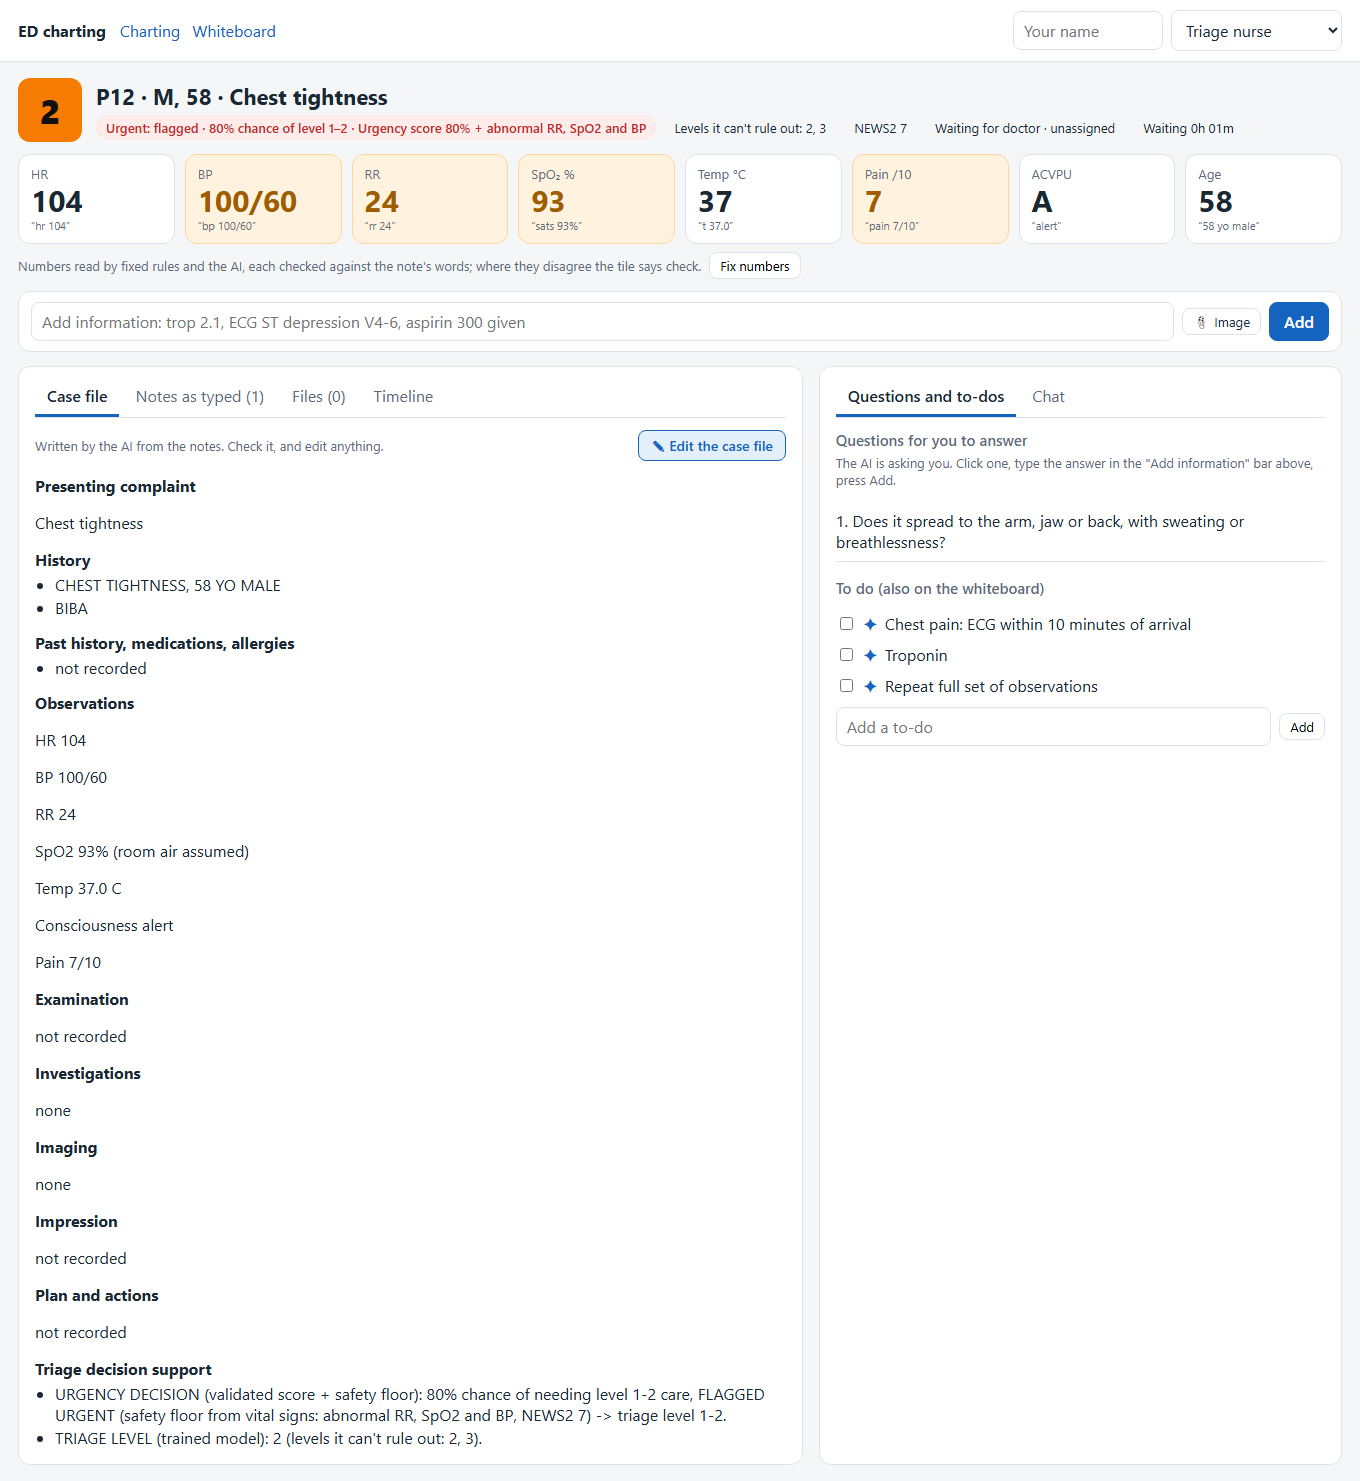 ED charting Charting Whiteboard Your name Triage nurse
2
P12 · M, 58 · Chest tightness
Urgent: flagged · 80% chance of level 1–2 · Urgency score 80% + abnormal RR, SpO2 and BP Levels it can't rule out: 2, 3 NEWS2 7 Waiting for doctor · unassigned Waiting 0h 01m
HR
104
"hr 104"
BP
100/60
"bp 100/60"
RR
24
"rr 24"
SpO₂ %
93
"sats 93%"
Temp °C
37
"t 37.0"
Pain /10
7
"pain 7/10"
ACVPU
A
"alert"
Age
58
"58 yo male"
Numbers read by fixed rules and the AI, each checked against the note's words; where they disagree the tile says check. Fix numbers
Add information: trop 2.1, ECG ST depression V4-6, aspirin 300 given Image Add
Case file Notes as typed (1) Files (0) Timeline
Written by the AI from the notes. Check it, and edit anything. Edit the case file
Presenting complaint
Chest tightness
History
• CHEST TIGHTNESS, 58 YO MALE
• BIBA
Past history, medications, allergies
• not recorded
Observations
HR 104
BP 100/60
RR 24
SpO2 93% (room air assumed)
Temp 37.0 C
Consciousness alert
Pain 7/10
Examination
not recorded
Investigations
none
Imaging
none
Impression
not recorded
Plan and actions
not recorded
Triage decision support
• URGENCY DECISION (validated score + safety floor): 80% chance of needing level 1-2 care, FLAGGED
URGENT (safety floor from vital signs: abnormal RR, SpO2 and BP, NEWS2 7) -> triage level 1-2.
• TRIAGE LEVEL (trained model): 2 (levels it can't rule out: 2, 3).
Questions and to-dos Chat
Questions for you to answer
The AI is asking you. Click one, type the answer in the "Add information" bar above,
press Add.
1. Does it spread to the arm, jaw or back, with sweating or
breathlessness?
To do (also on the whiteboard)
Chest pain: ECG within 10 minutes of arrival
Troponin
Repeat full set of observations
Add a to-do Add